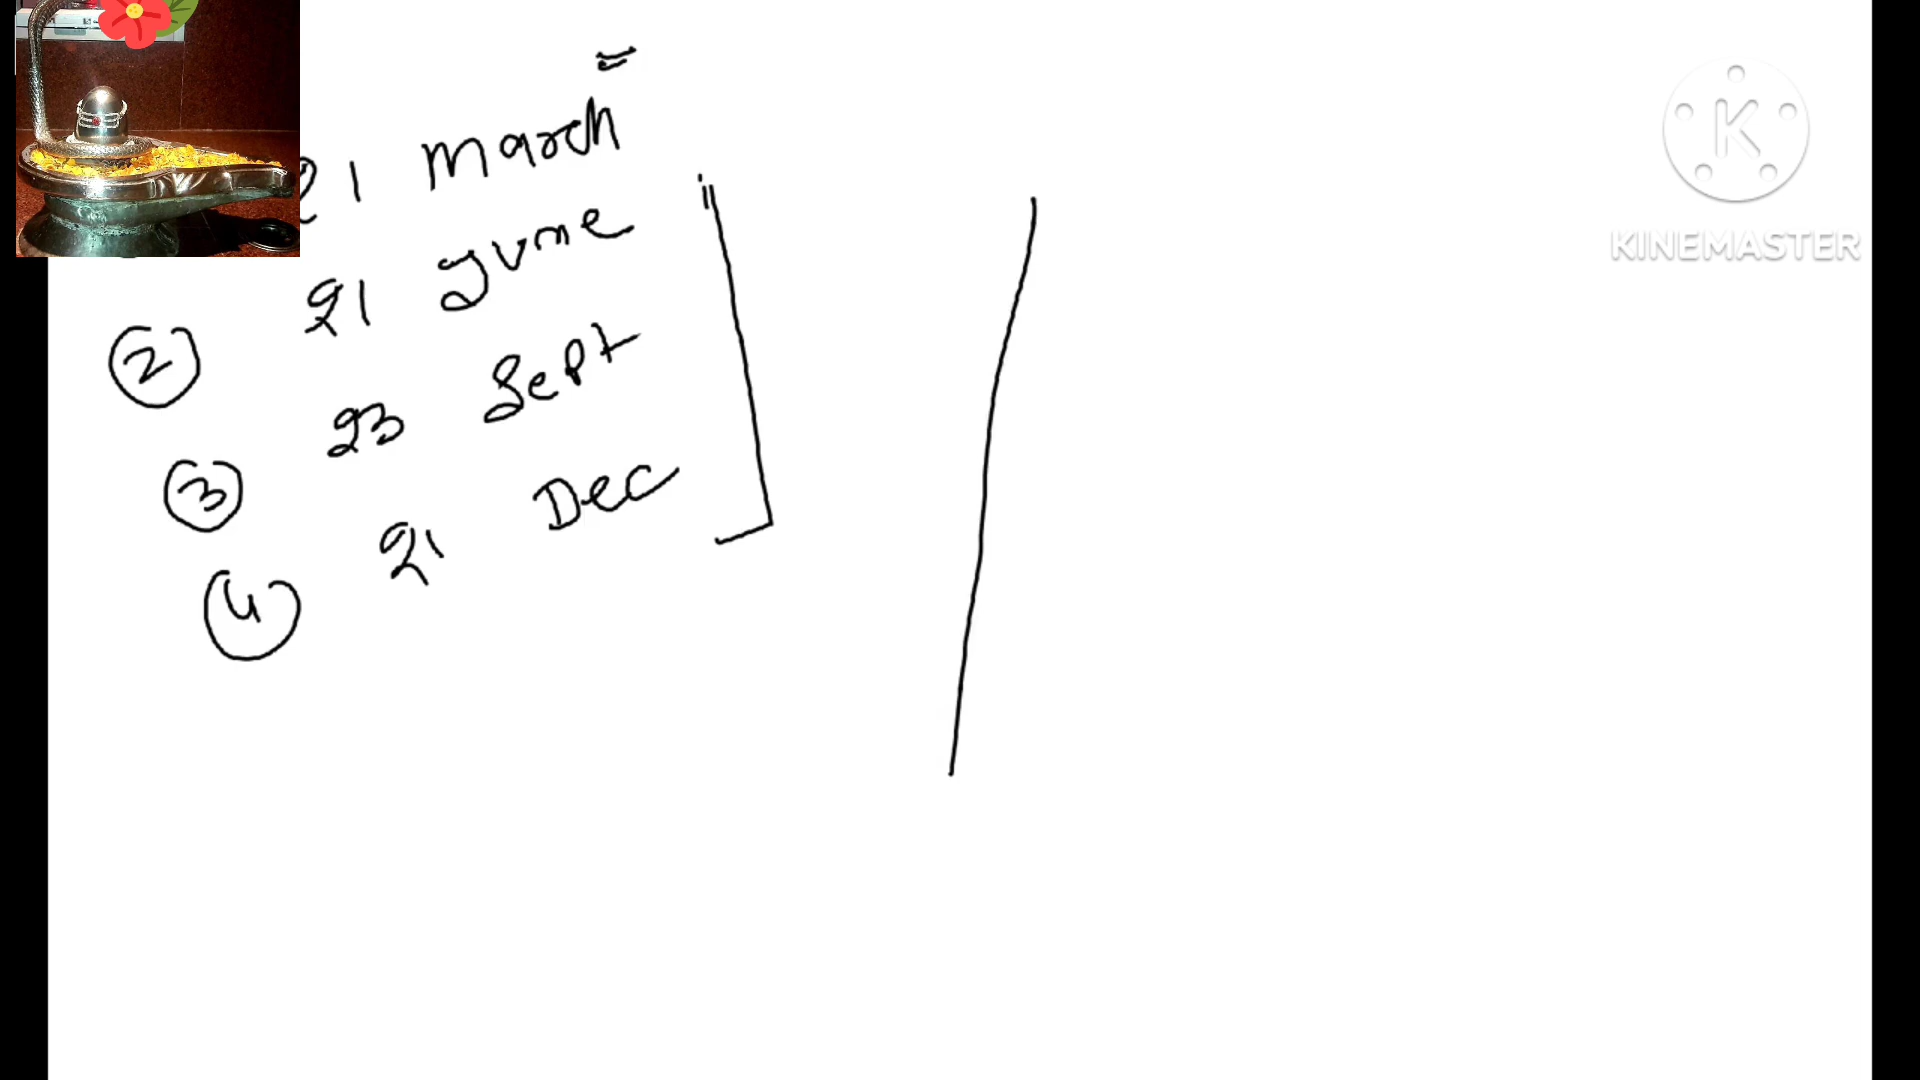 21 March
② 21 June
③ 23 Sept
④ 21 Dec
KINEMASTER